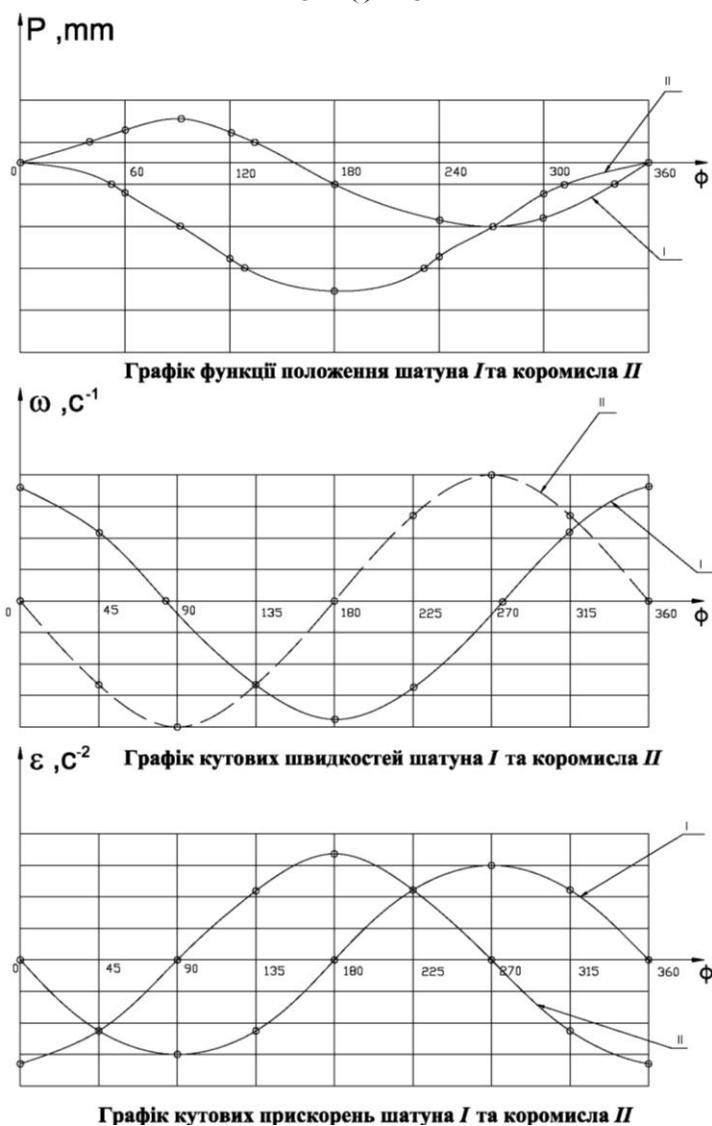 P ,mm
II
0 60 120 180 240 300 360 ϕ
I
Графік функції положення шатуна I та коромисла II
ω ,C⁻¹
II
I
0 45 90 135 180 225 270 315 360 ϕ
ε ,C⁻² Графік кутових швидкостей шатуна I та коромисла II
I
0 45 90 135 180 225 270 315 360 ϕ
II
Графік кутових прискорень шатуна I та коромисла II